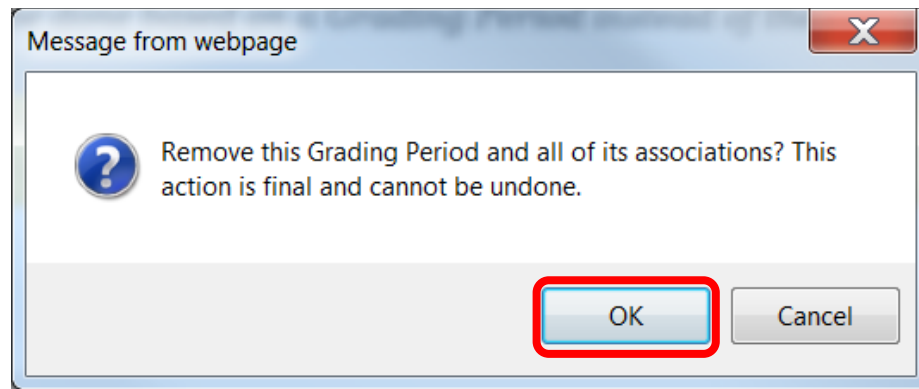 Message from webpage
Remove this Grading Period and all of its associations? This
action is final and cannot be undone.
OK Cancel